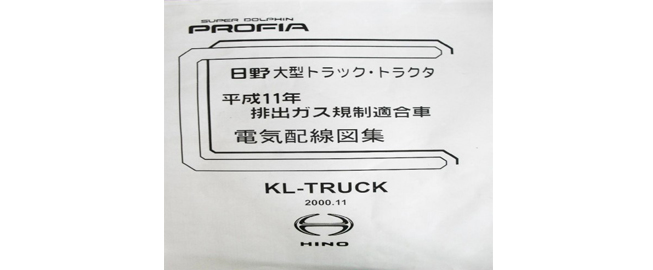 SUPER DOLPHIN
PROFIA
日野大型トラック・トラクタ
平成11年
排出ガス規制適合車
電気配線図集
KL-TRUCK
2000.11
HINO